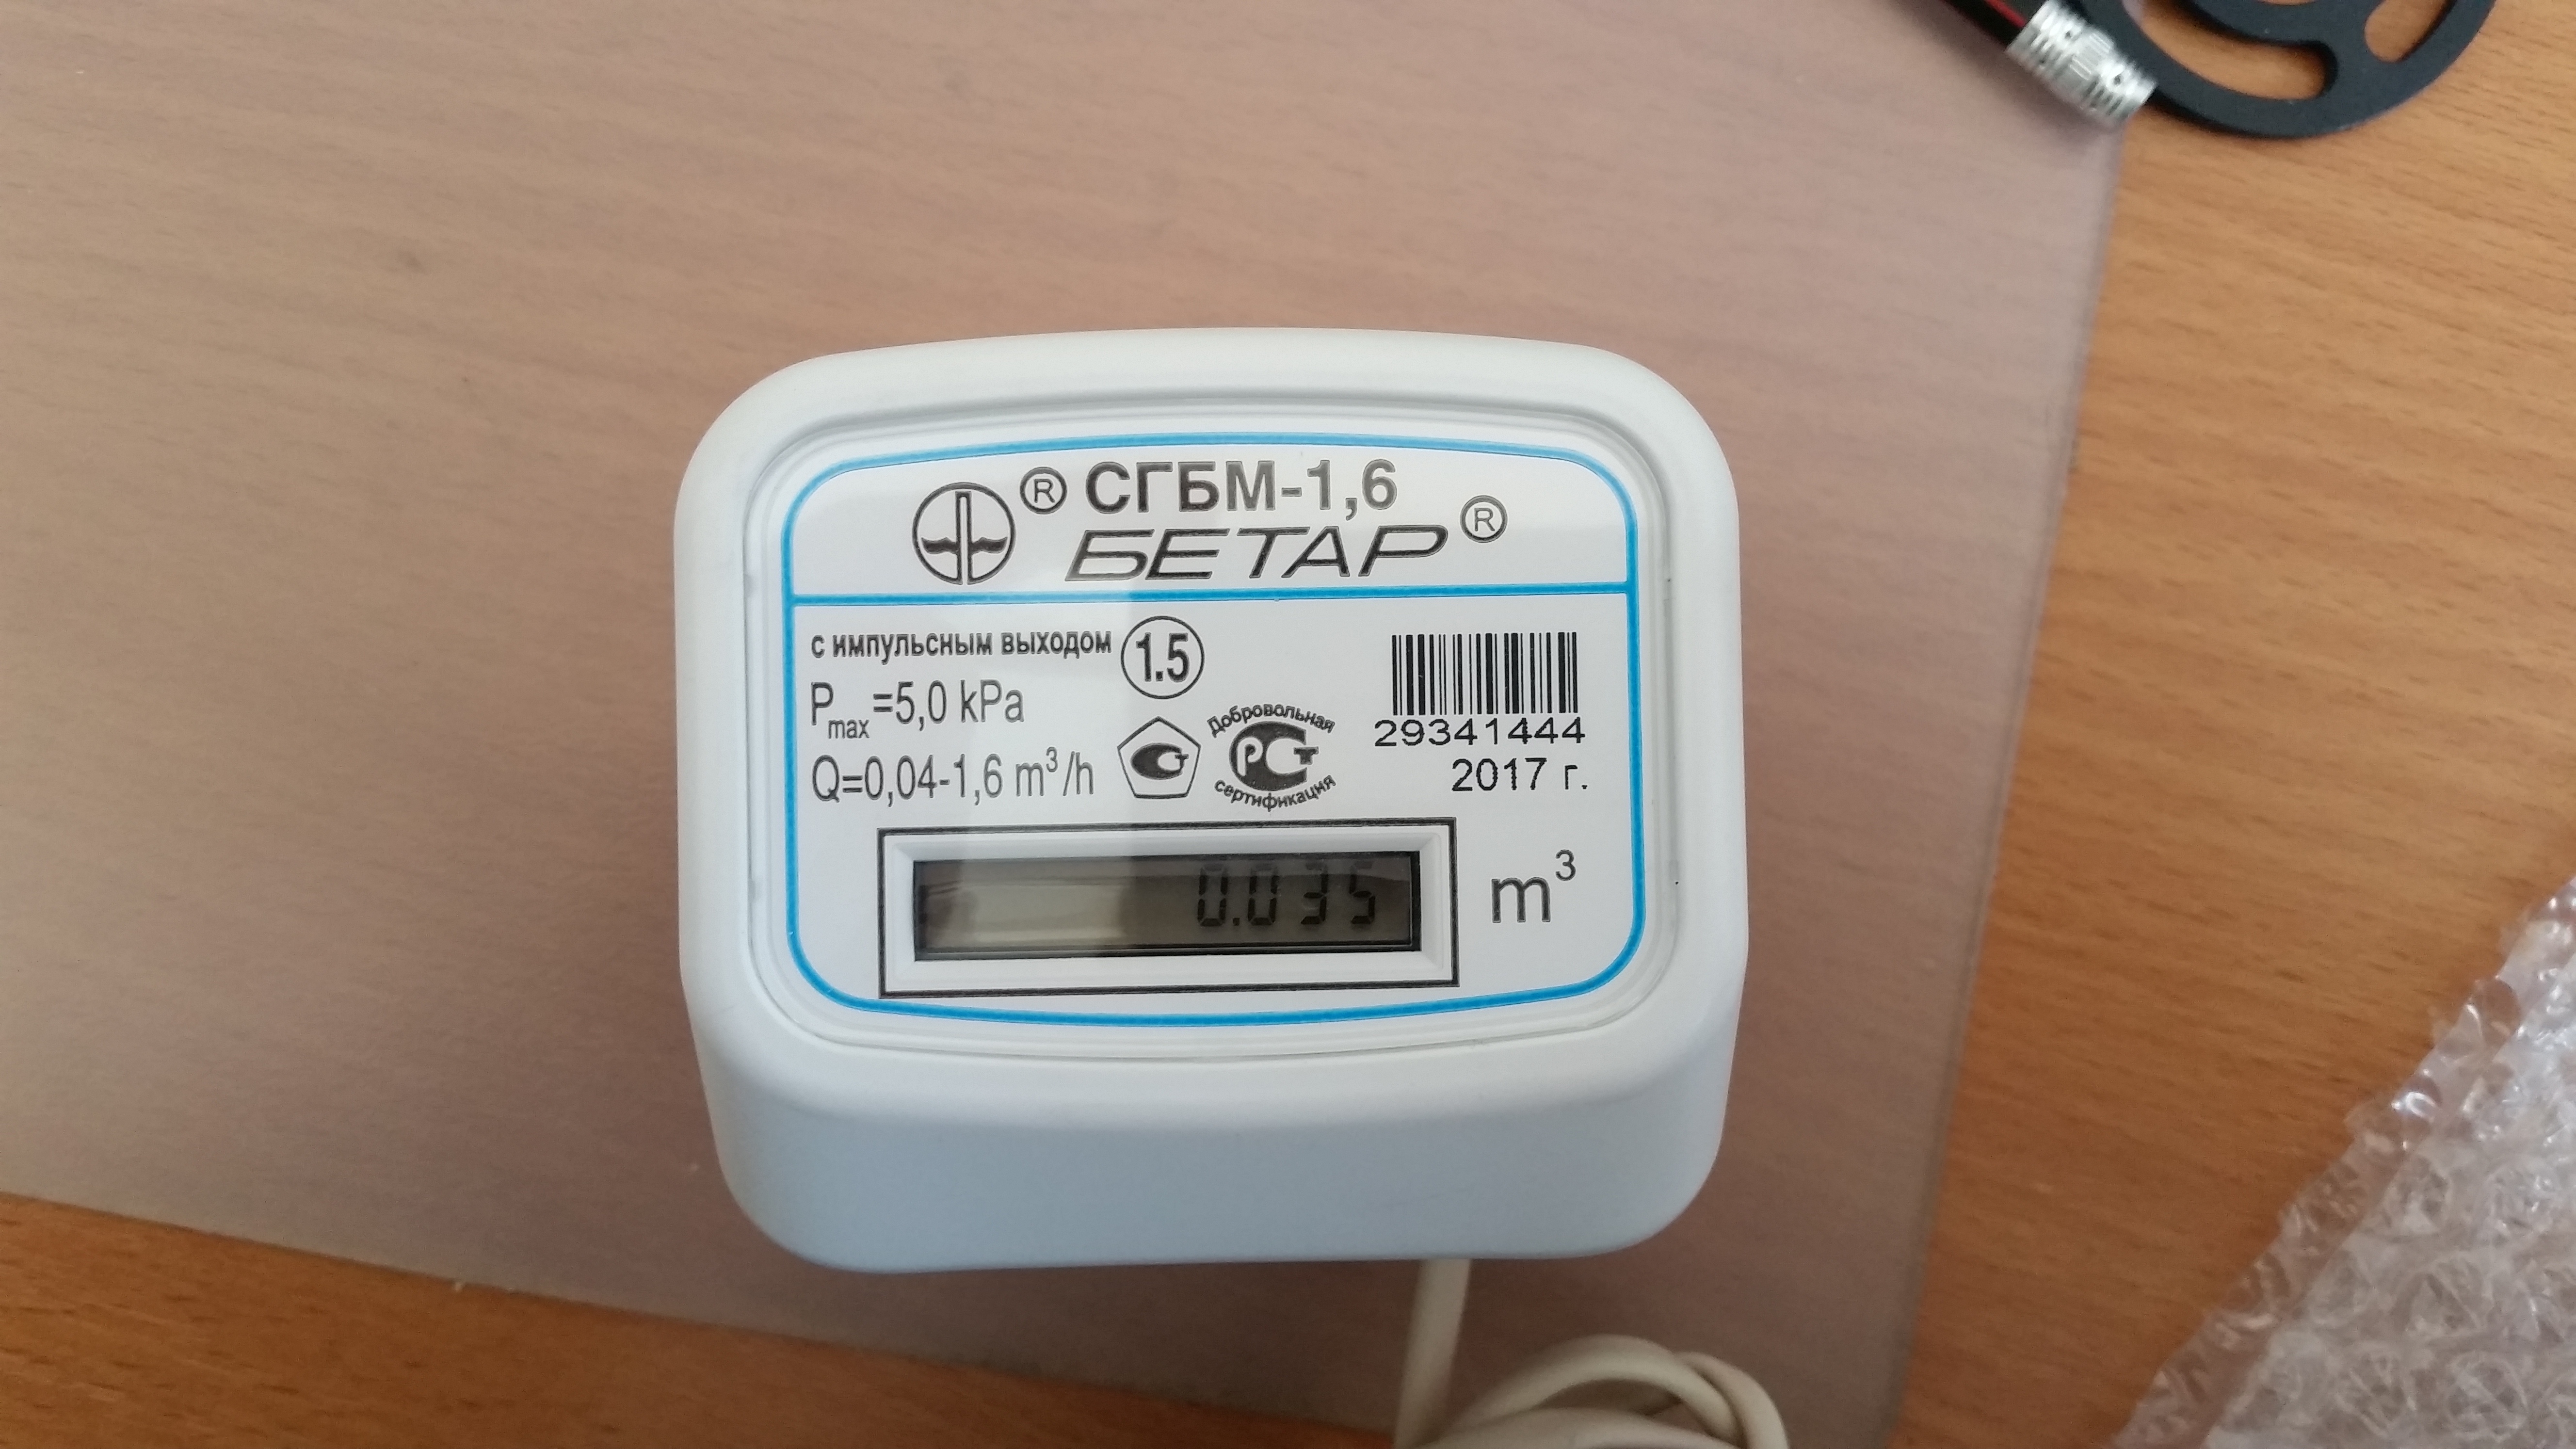 ® СГБМ-1,6
БЕТАР ®
с импульсным выходом 1.5
Pmax=5,0 kPa
Q=0,04-1,6 m³/h
Добровольная
РСТ
сертификация
29341444
2017 г.
0.035 m³